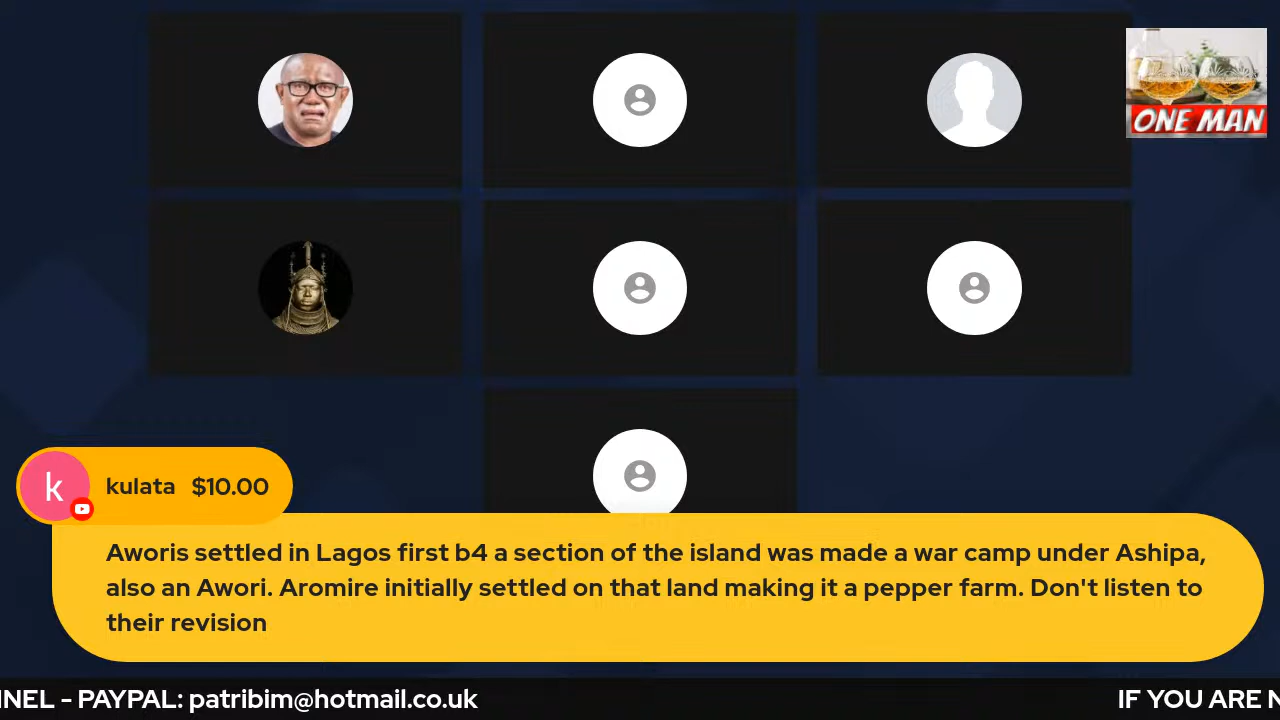 ONE MAN
k
kulata $10.00
Aworis settled in Lagos first b4 a section of the island was made a war camp under Ashipa,
also an Awori. Aromire initially settled on that land making it a pepper farm. Don't listen to
their revision
NNEL - PAYPAL: patribim@hotmail.co.uk
IF YOU ARE N